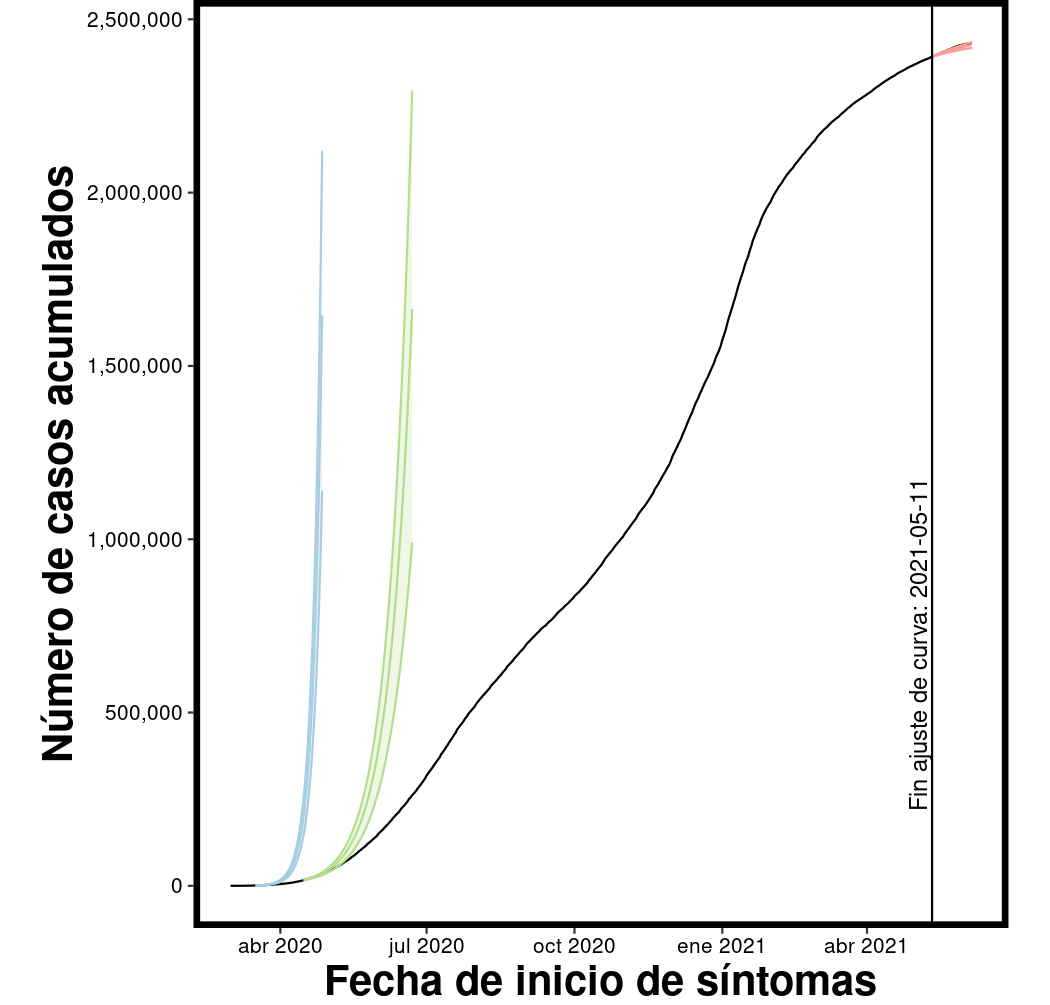 2,500,000
2,000,000
1,500,000
1,000,000
500,000
0
Número de casos acumulados
Fin ajuste de curva: 2021-05-11
abr 2020
jul 2020
oct 2020
ene 2021
abr 2021
Fecha de inicio de síntomas